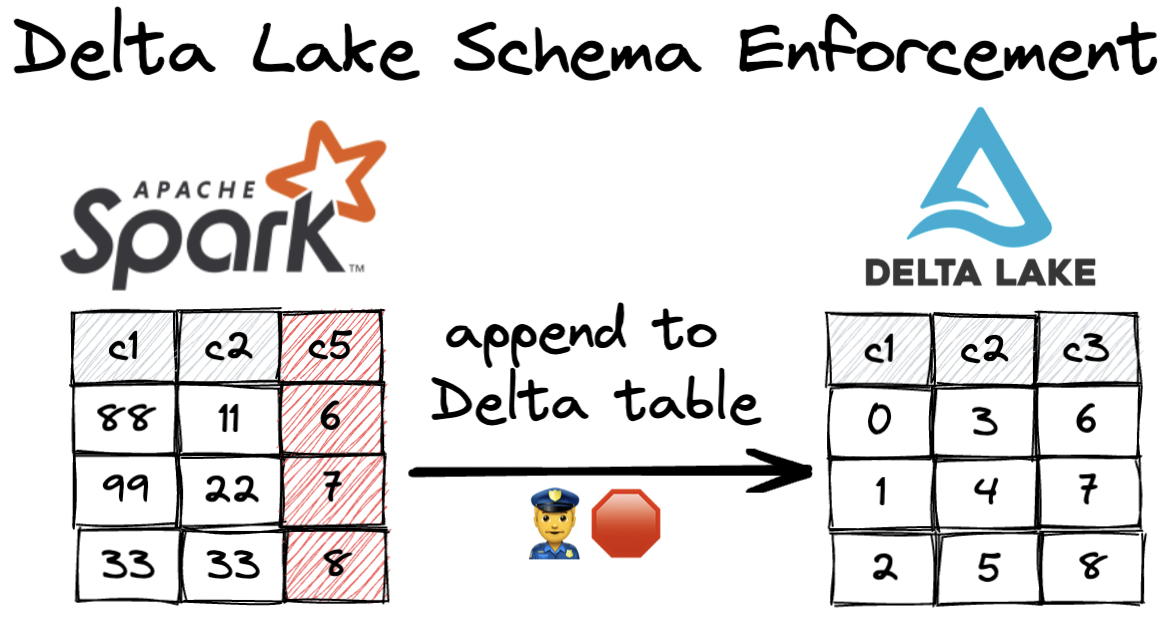 Delta Lake Schema Enforcement
APACHE
Spark™
DELTA LAKE
c1 c2 c5
88 11 6
99 22 7
33 33 8
append to
Delta table
c1 c2 c3
0 3 6
1 4 7
2 5 8